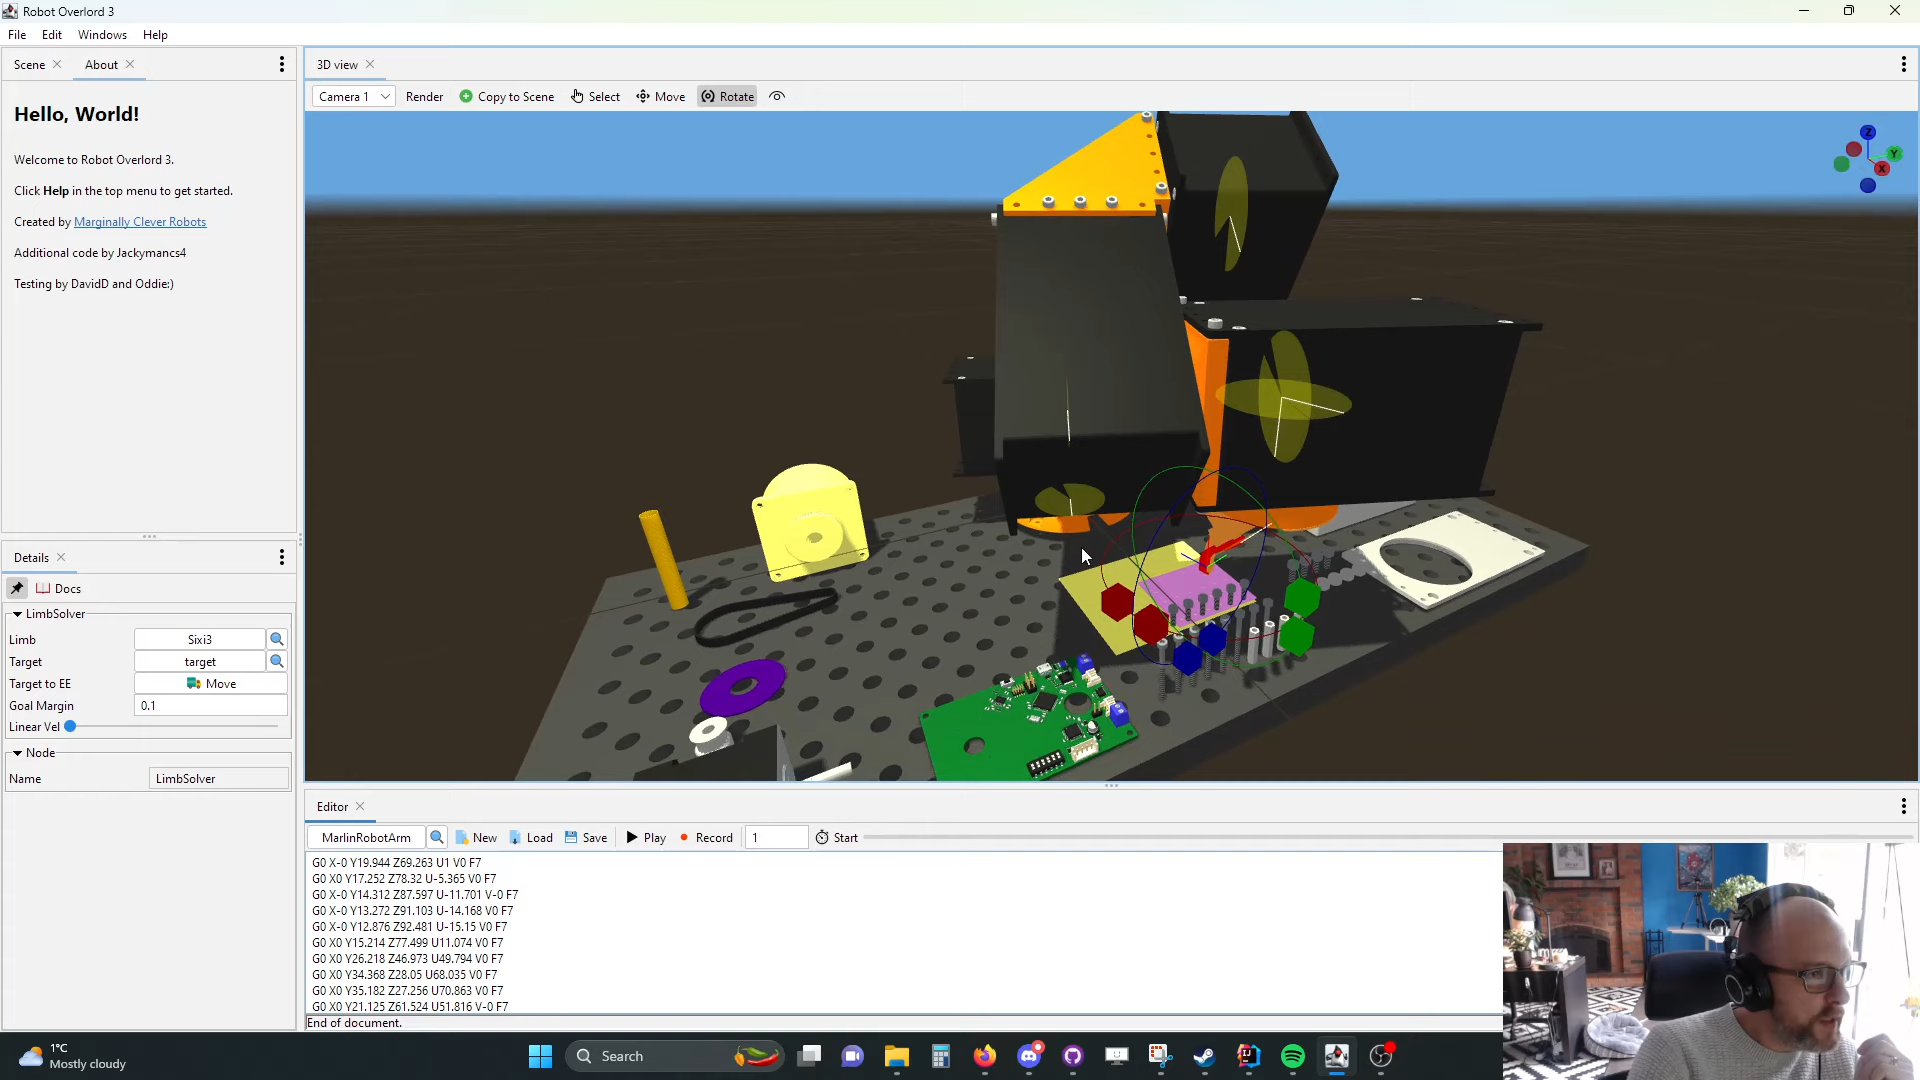 Robot Overlord 3
File Edit Windows Help
Scene About
Hello, World!
Welcome to Robot Overlord 3.
Click Help in the top menu to get started.
Created by Marginally Clever Robots
Additional code by Jackymancs4
Testing by DavidD and Oddie:)
3D view
Camera 1 Render Copy to Scene Select Move Rotate
Z
Y
X
Details
Docs
LimbSolver
Limb Sixi3
Target target
Target to EE Move
Goal Margin 0.1
Linear Vel
Node
Name LimbSolver
Editor
MarlinRobotArm New Load Save Play Record 1 Start
G0 X-0 Y19.944 Z69.263 U1 V0 F7
G0 X0 Y17.252 Z78.32 U-5.365 V0 F7
G0 X-0 Y14.312 Z87.597 U-11.701 V-0 F7
G0 X-0 Y13.272 Z91.103 U-14.168 V0 F7
G0 X-0 Y12.876 Z92.481 U-15.15 V0 F7
G0 X0 Y15.214 Z77.499 U11.074 V0 F7
G0 X0 Y26.218 Z46.973 U49.794 V0 F7
G0 X0 Y34.368 Z28.05 U68.035 V0 F7
G0 X0 Y35.182 Z27.256 U70.863 V0 F7
G0 X0 Y21.125 Z61.524 U51.816 V-0 F7
End of document.
1°C
Mostly cloudy
Search